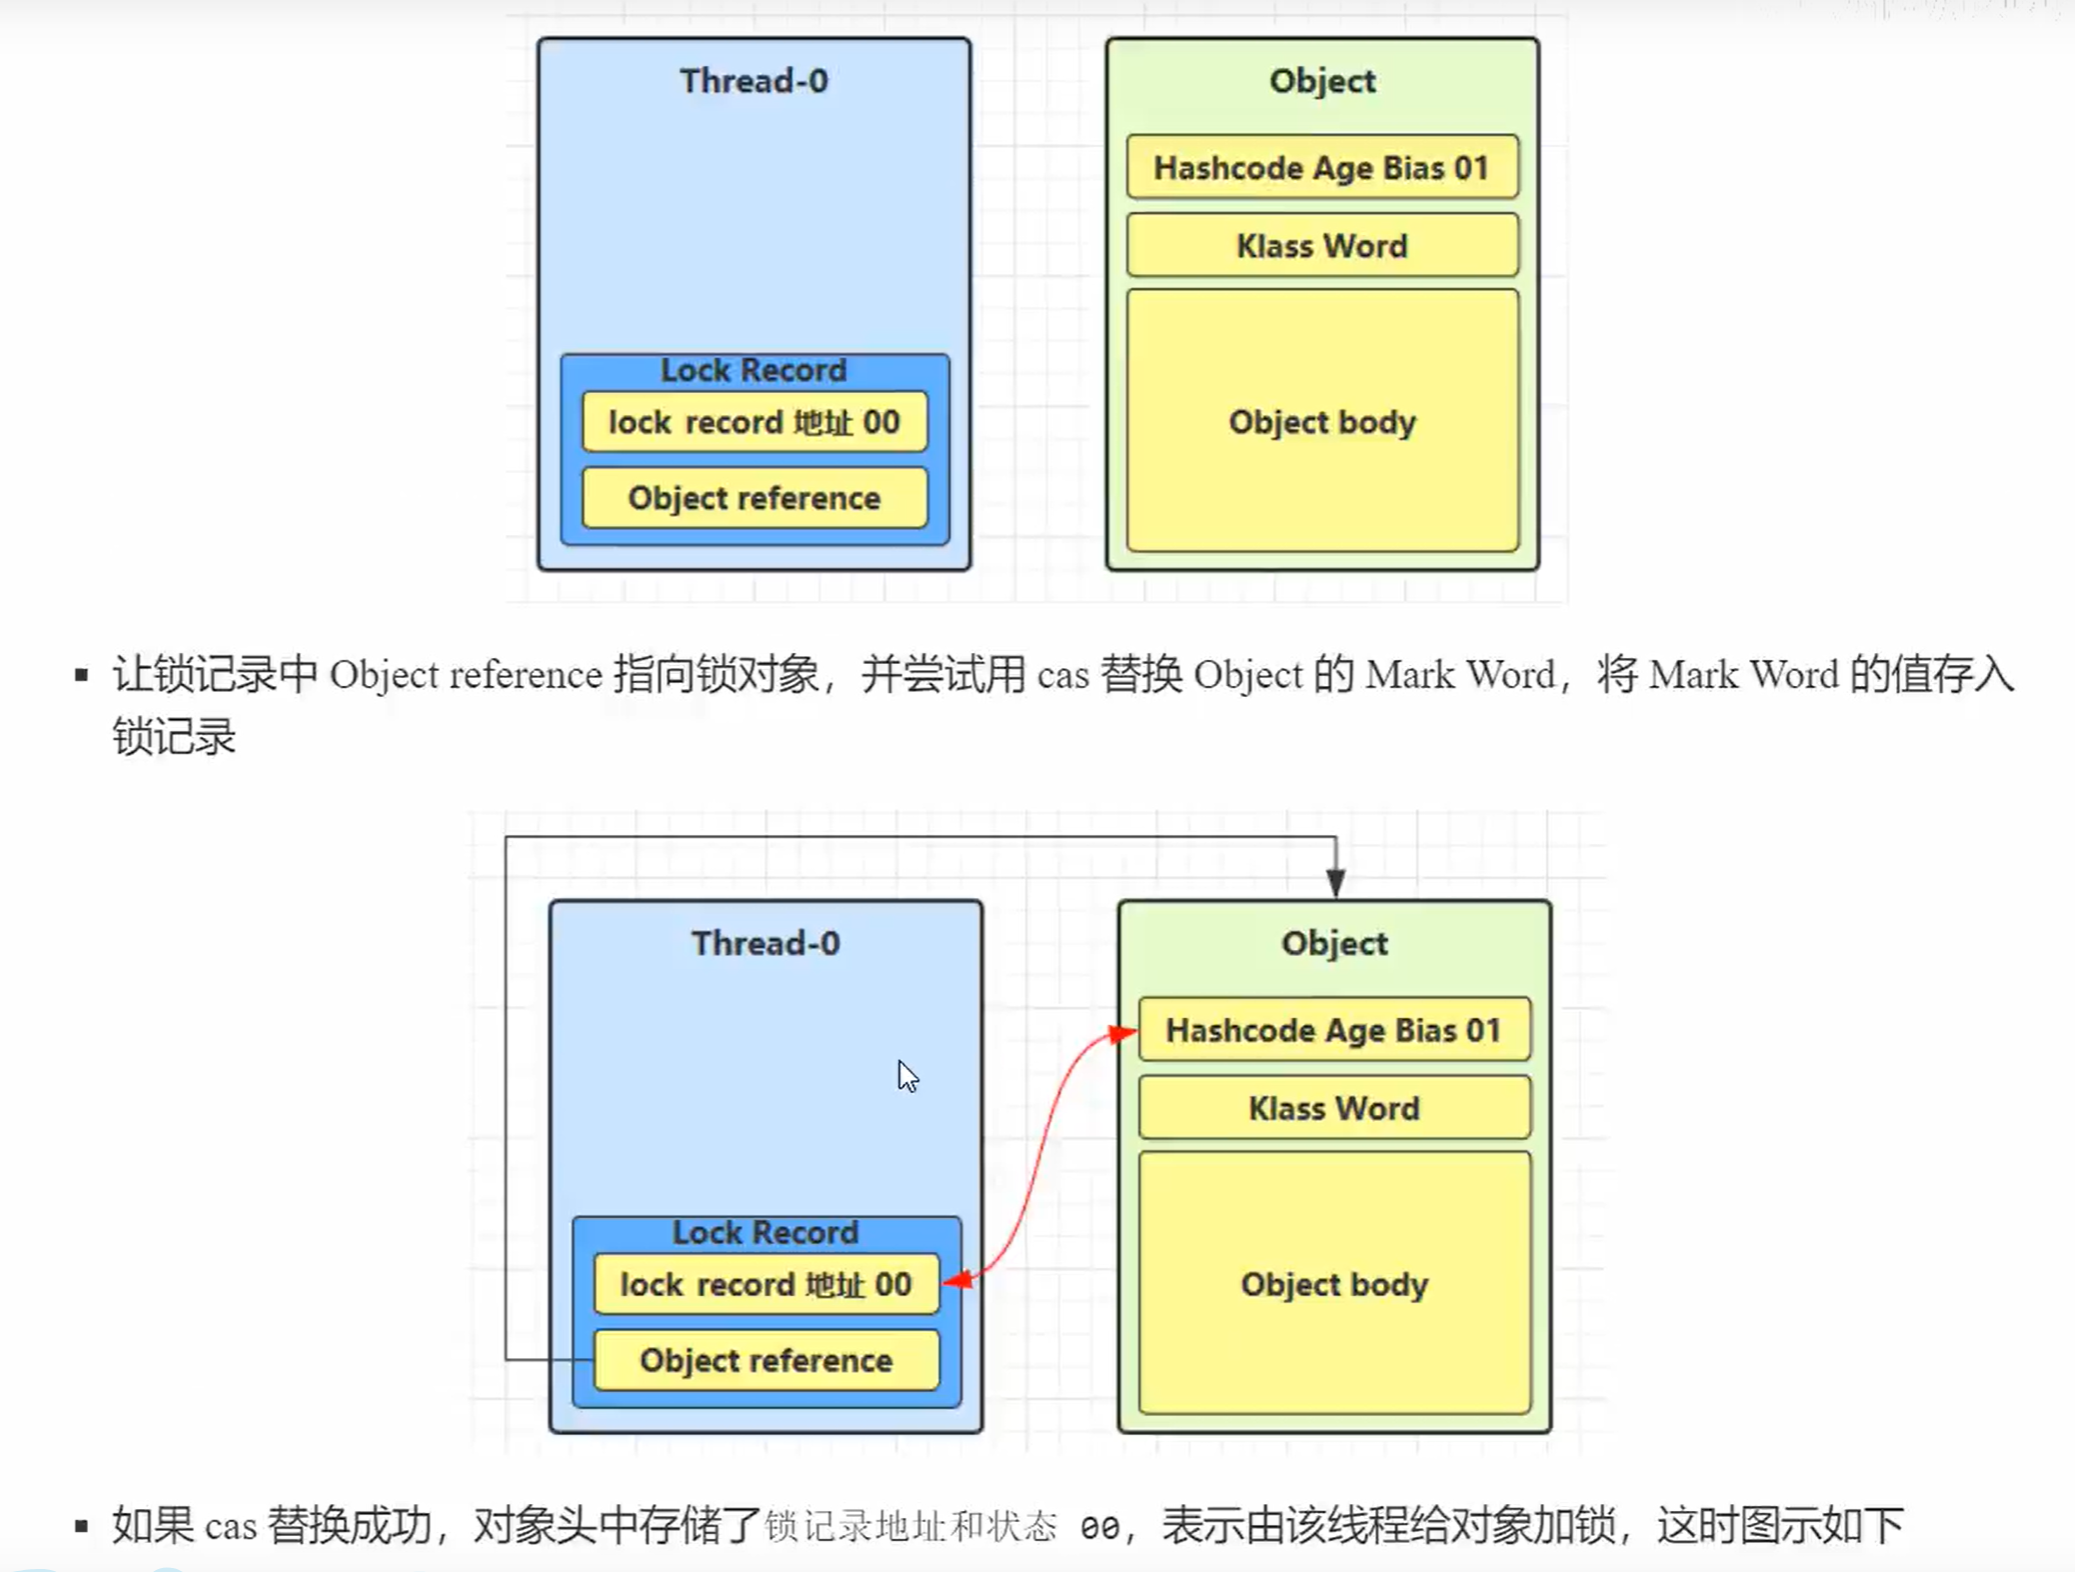 Thread-0
Object
Hashcode Age Bias 01
Klass Word
Lock Record
lock record 地址 00
Object reference
Object body
▪ 让锁记录中 Object reference 指向锁对象，并尝试用 cas 替换 Object 的 Mark Word，将 Mark Word 的值存入
锁记录
Thread-0
Object
Hashcode Age Bias 01
Klass Word
Lock Record
lock record 地址 00
Object reference
Object body
▪ 如果 cas 替换成功，对象头中存储了锁记录地址和状态 00，表示由该线程给对象加锁，这时图示如下